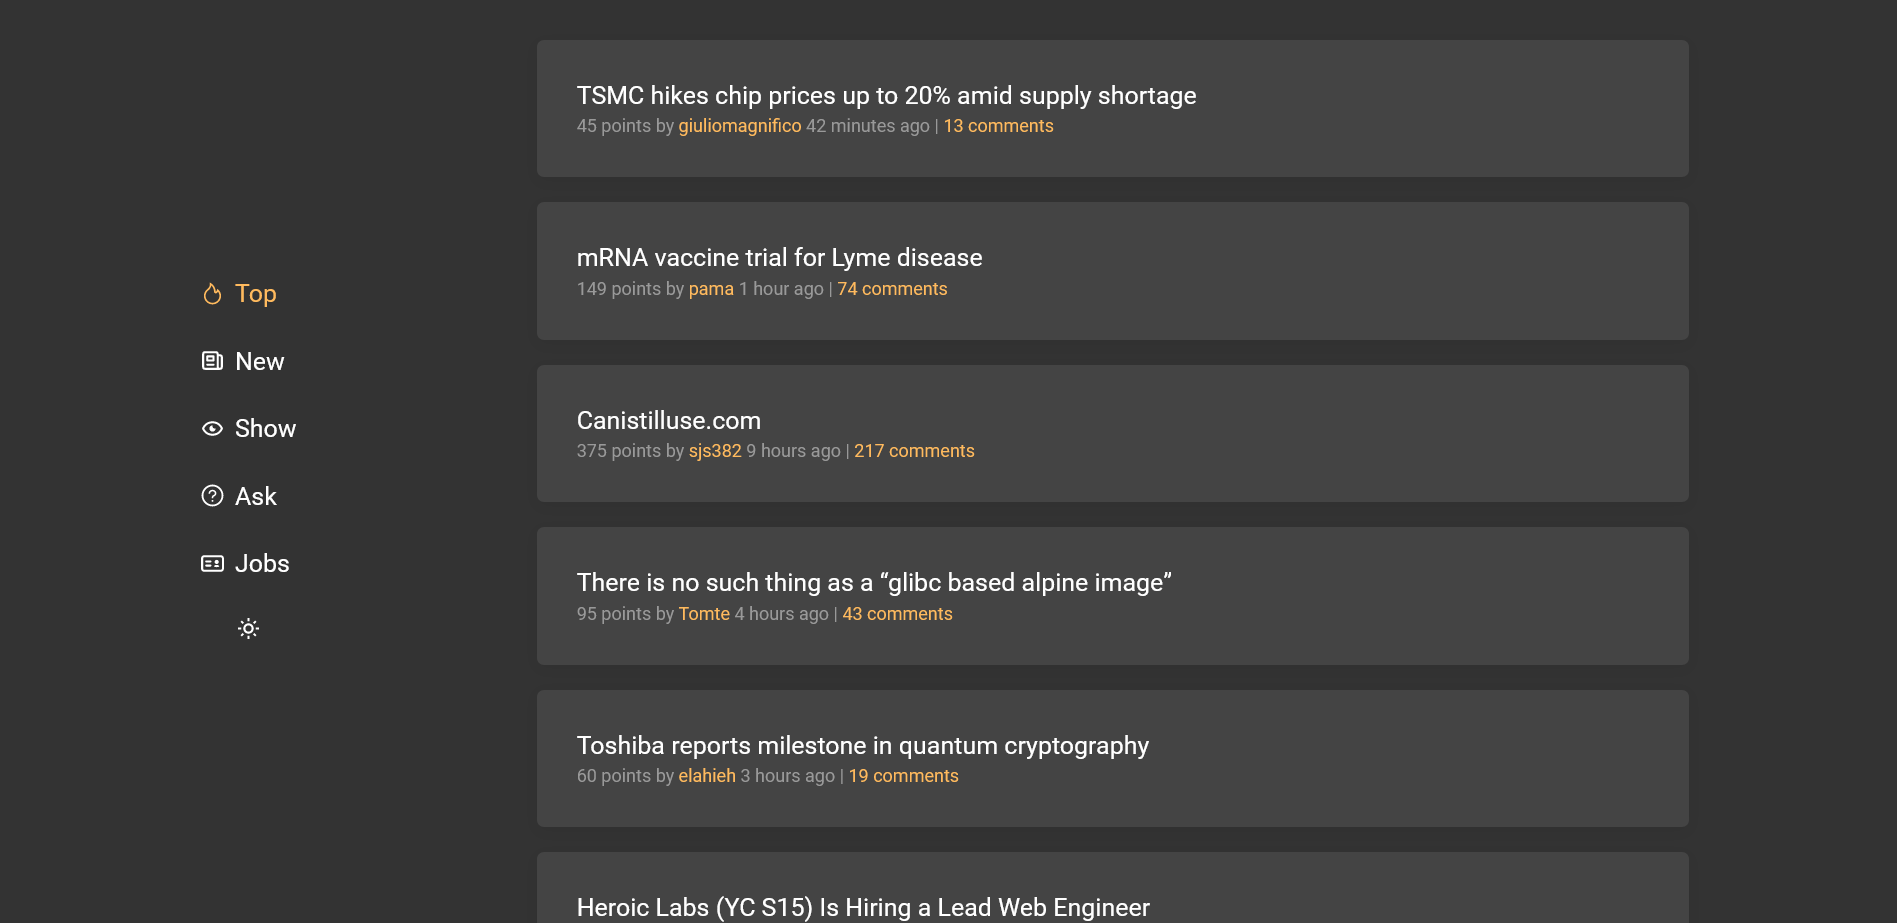 Top
New
Show
Ask
Jobs
TSMC hikes chip prices up to 20% amid supply shortage
45 points by giuliomagnifico 42 minutes ago | 13 comments
mRNA vaccine trial for Lyme disease
149 points by pama 1 hour ago | 74 comments
Canistilluse.com
375 points by sjs382 9 hours ago | 217 comments
There is no such thing as a “glibc based alpine image”
95 points by Tomte 4 hours ago | 43 comments
Toshiba reports milestone in quantum cryptography
60 points by elahieh 3 hours ago | 19 comments
Heroic Labs (YC S15) Is Hiring a Lead Web Engineer